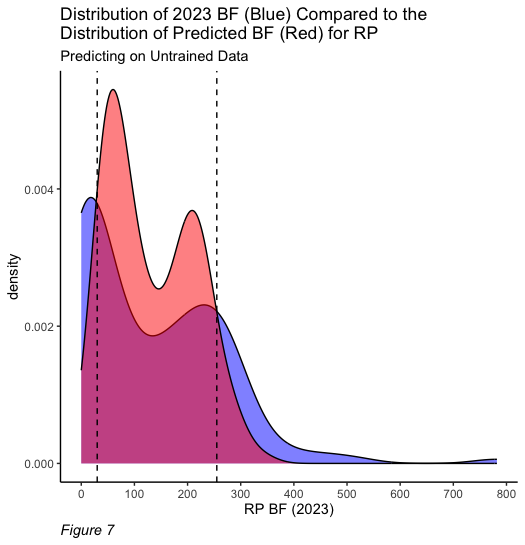 Distribution of 2023 BF (Blue) Compared to the
Distribution of Predicted BF (Red) for RP
Predicting on Untrained Data
density
0.004
0.002
0.000
0 100 200 300 400 500 600 700 800
RP BF (2023)
Figure 7